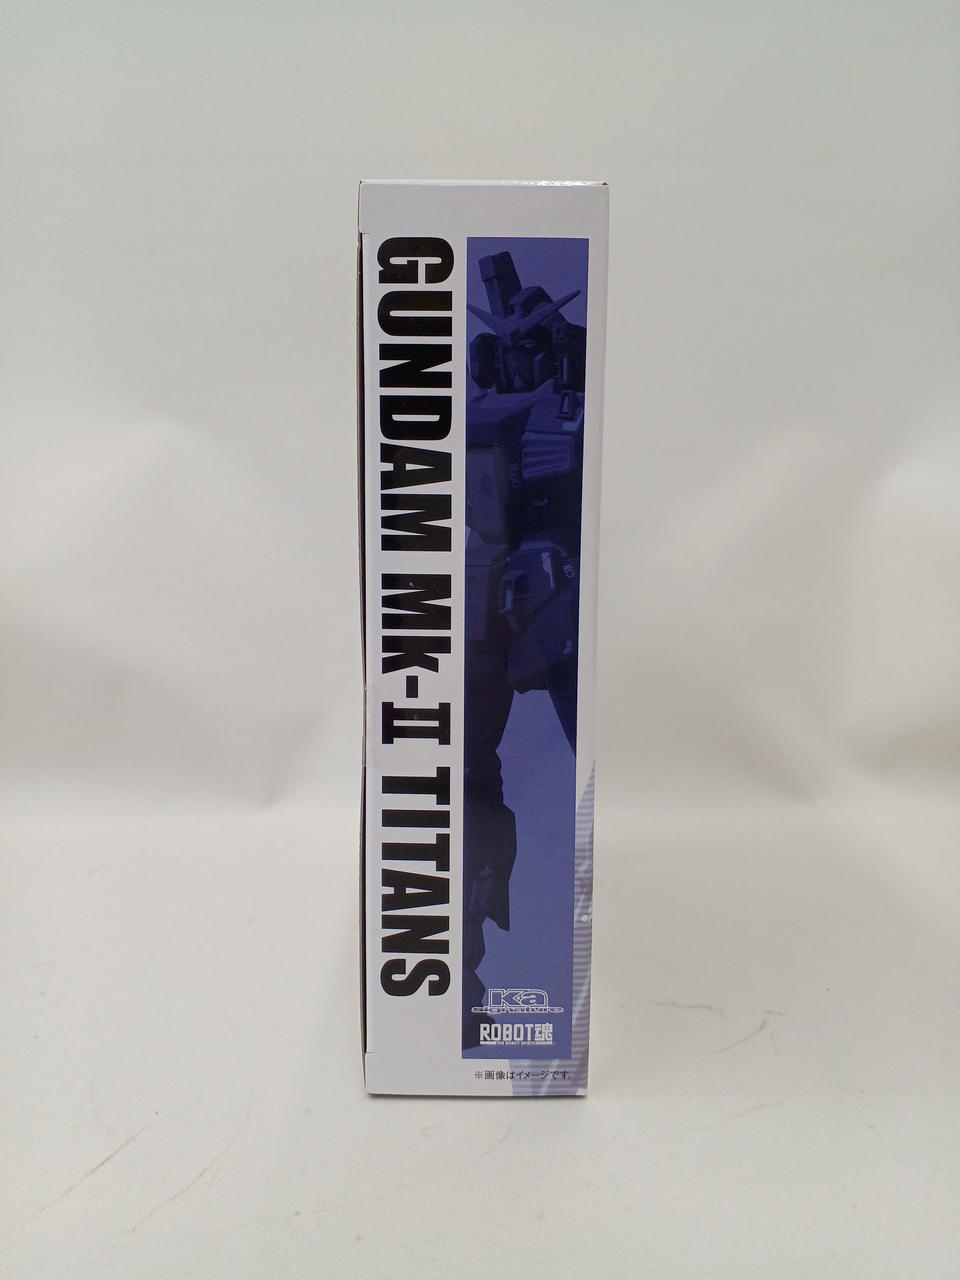 GUNDAM Mk-II TITANS
Ka
signature
ROBOT魂
THE ROBOT SPIRITS
※画像はイメージです。